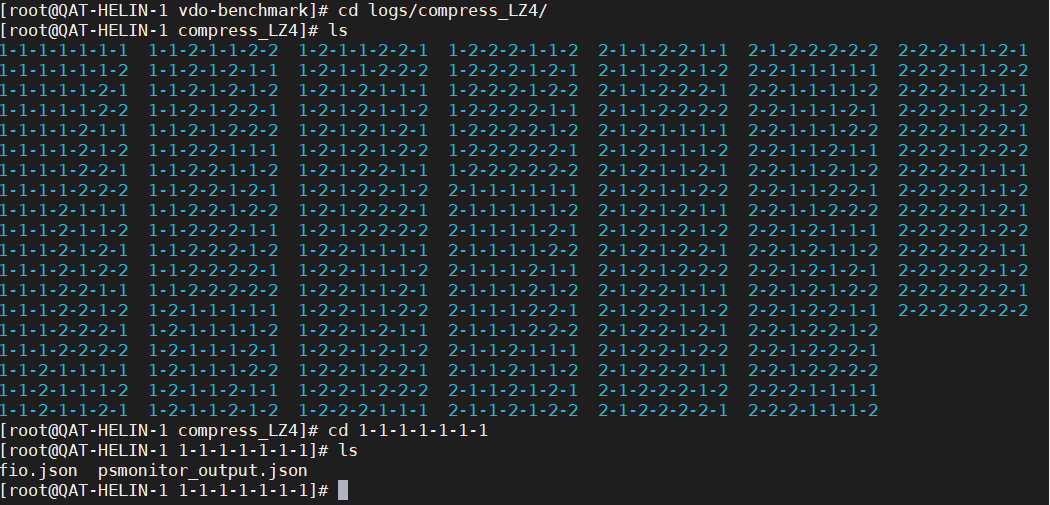 [root@QAT-HELIN-1 vdo-benchmark]# cd logs/compress_LZ4/
[root@QAT-HELIN-1 compress_LZ4]# ls
1-1-1-1-1-1-1  1-1-2-1-1-2-2  1-2-1-1-2-2-1  1-2-2-2-1-1-2  2-1-1-2-2-1-1  2-1-2-2-2-2-2  2-2-2-1-1-2-1
1-1-1-1-1-1-2  1-1-2-1-2-1-1  1-2-1-1-2-2-2  1-2-2-2-1-2-1  2-1-1-2-2-1-2  2-2-1-1-1-1-1  2-2-2-1-1-2-2
1-1-1-1-1-2-1  1-1-2-1-2-1-2  1-2-1-2-1-1-1  1-2-2-2-1-2-2  2-1-1-2-2-2-1  2-2-1-1-1-1-2  2-2-2-1-2-1-1
1-1-1-1-1-2-2  1-1-2-1-2-2-1  1-2-1-2-1-1-2  1-2-2-2-2-1-1  2-1-1-2-2-2-2  2-2-1-1-1-2-1  2-2-2-1-2-1-2
1-1-1-1-2-1-1  1-1-2-1-2-2-2  1-2-1-2-1-2-1  1-2-2-2-2-1-2  2-1-2-1-1-1-1  2-2-1-1-1-2-2  2-2-2-1-2-2-1
1-1-1-1-2-1-2  1-1-2-2-1-1-1  1-2-1-2-1-2-2  1-2-2-2-2-2-1  2-1-2-1-1-1-2  2-2-1-1-2-1-1  2-2-2-1-2-2-2
1-1-1-1-2-2-1  1-1-2-2-1-1-2  1-2-1-2-2-1-1  1-2-2-2-2-2-2  2-1-2-1-1-2-1  2-2-1-1-2-1-2  2-2-2-2-1-1-1
1-1-1-1-2-2-2  1-1-2-2-1-2-1  1-2-1-2-2-1-2  2-1-1-1-1-1-1  2-1-2-1-1-2-2  2-2-1-1-2-2-1  2-2-2-2-1-1-2
1-1-1-2-1-1-1  1-1-2-2-1-2-2  1-2-1-2-2-2-1  2-1-1-1-1-1-2  2-1-2-1-2-1-1  2-2-1-1-2-2-2  2-2-2-2-1-2-1
1-1-1-2-1-1-2  1-1-2-2-2-1-1  1-2-1-2-2-2-2  2-1-1-1-1-2-1  2-1-2-1-2-1-2  2-2-1-2-1-1-1  2-2-2-2-1-2-2
1-1-1-2-1-2-1  1-1-2-2-2-1-2  1-2-2-1-1-1-1  2-1-1-1-1-2-2  2-1-2-1-2-2-1  2-2-1-2-1-1-2  2-2-2-2-2-1-1
1-1-1-2-1-2-2  1-1-2-2-2-2-1  1-2-2-1-1-1-2  2-1-1-1-2-1-1  2-1-2-1-2-2-2  2-2-1-2-1-2-1  2-2-2-2-2-1-2
1-1-1-2-2-1-1  1-1-2-2-2-2-2  1-2-2-1-1-2-1  2-1-1-1-2-1-2  2-1-2-2-1-1-1  2-2-1-2-1-2-2  2-2-2-2-2-2-1
1-1-1-2-2-1-2  1-2-1-1-1-1-1  1-2-2-1-1-2-2  2-1-1-1-2-2-1  2-1-2-2-1-1-2  2-2-1-2-2-1-1  2-2-2-2-2-2-2
1-1-1-2-2-2-1  1-2-1-1-1-1-2  1-2-2-1-2-1-1  2-1-1-1-2-2-2  2-1-2-2-1-2-1  2-2-1-2-2-1-2
1-1-1-2-2-2-2  1-2-1-1-1-2-1  1-2-2-1-2-1-2  2-1-1-2-1-1-1  2-1-2-2-1-2-2  2-2-1-2-2-2-1
1-1-2-1-1-1-1  1-2-1-1-1-2-2  1-2-2-1-2-2-1  2-1-1-2-1-1-2  2-1-2-2-2-1-1  2-2-1-2-2-2-2
1-1-2-1-1-1-2  1-2-1-1-2-1-1  1-2-2-1-2-2-2  2-1-1-2-1-2-1  2-1-2-2-2-1-2  2-2-2-1-1-1-1
1-1-2-1-1-2-1  1-2-1-1-2-1-2  1-2-2-2-1-1-1  2-1-1-2-1-2-2  2-1-2-2-2-2-1  2-2-2-1-1-1-2
[root@QAT-HELIN-1 compress_LZ4]# cd 1-1-1-1-1-1-1
[root@QAT-HELIN-1 1-1-1-1-1-1-1]# ls
fio.json  psmonitor_output.json
[root@QAT-HELIN-1 1-1-1-1-1-1-1]#